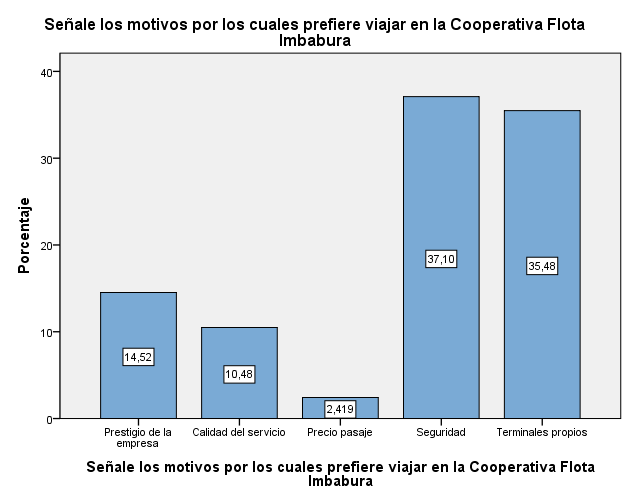 Señale los motivos por los cuales prefiere viajar en la Cooperativa Flota
Imbabura
Porcentaje
40
30
20
10
0
14,52
10,48
2,419
37,10
35,48
Prestigio de la
empresa
Calidad del servicio
Precio pasaje
Seguridad
Terminales propios
Señale los motivos por los cuales prefiere viajar en la Cooperativa Flota
Imbabura